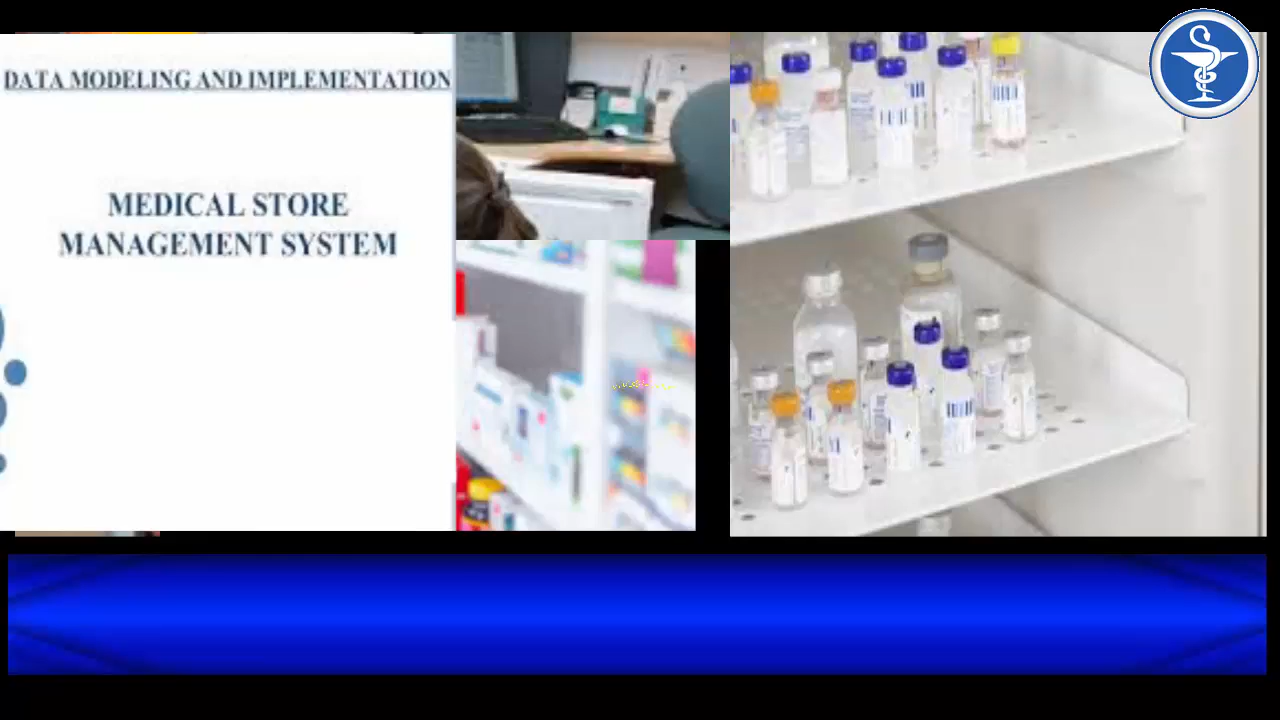 DATA MODELING AND IMPLEMENTATION
MEDICAL STORE
MANAGEMENT SYSTEM